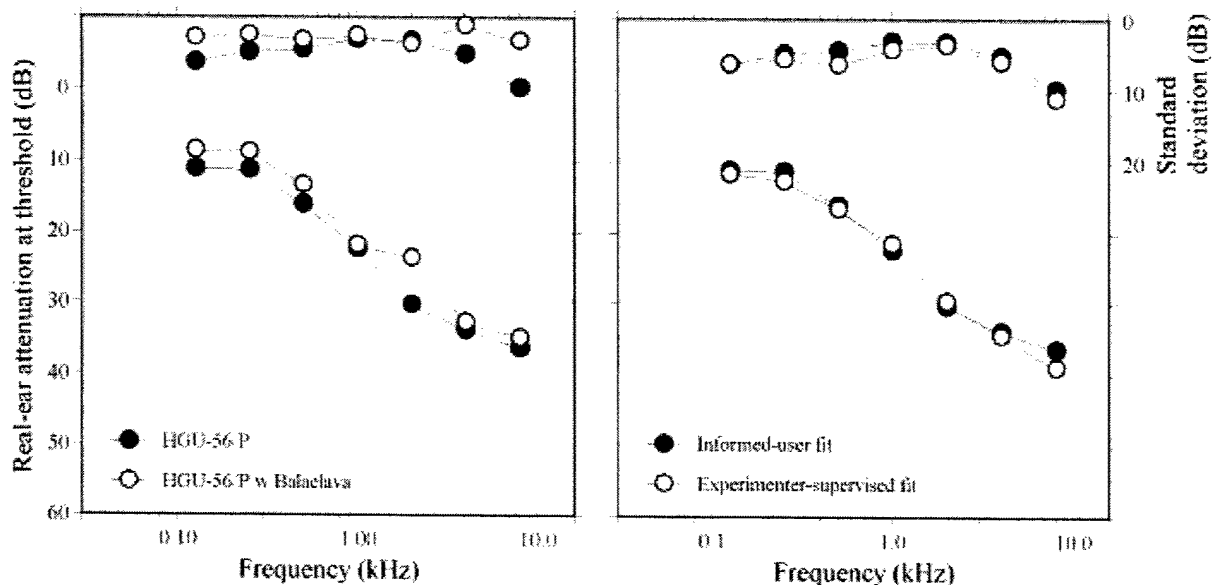 Real-ear attenuation at threshold (dB)
0
10
20
30
40
50
60
HGU-56/P
HGU-56/P w Balaclava
0.10
1.00
10.0
Frequency (kHz)
Informed-user fit
Experimenter-supervised fit
0.1
1.0
10.0
Frequency (kHz)
0
10
20
Standard
deviation (dB)